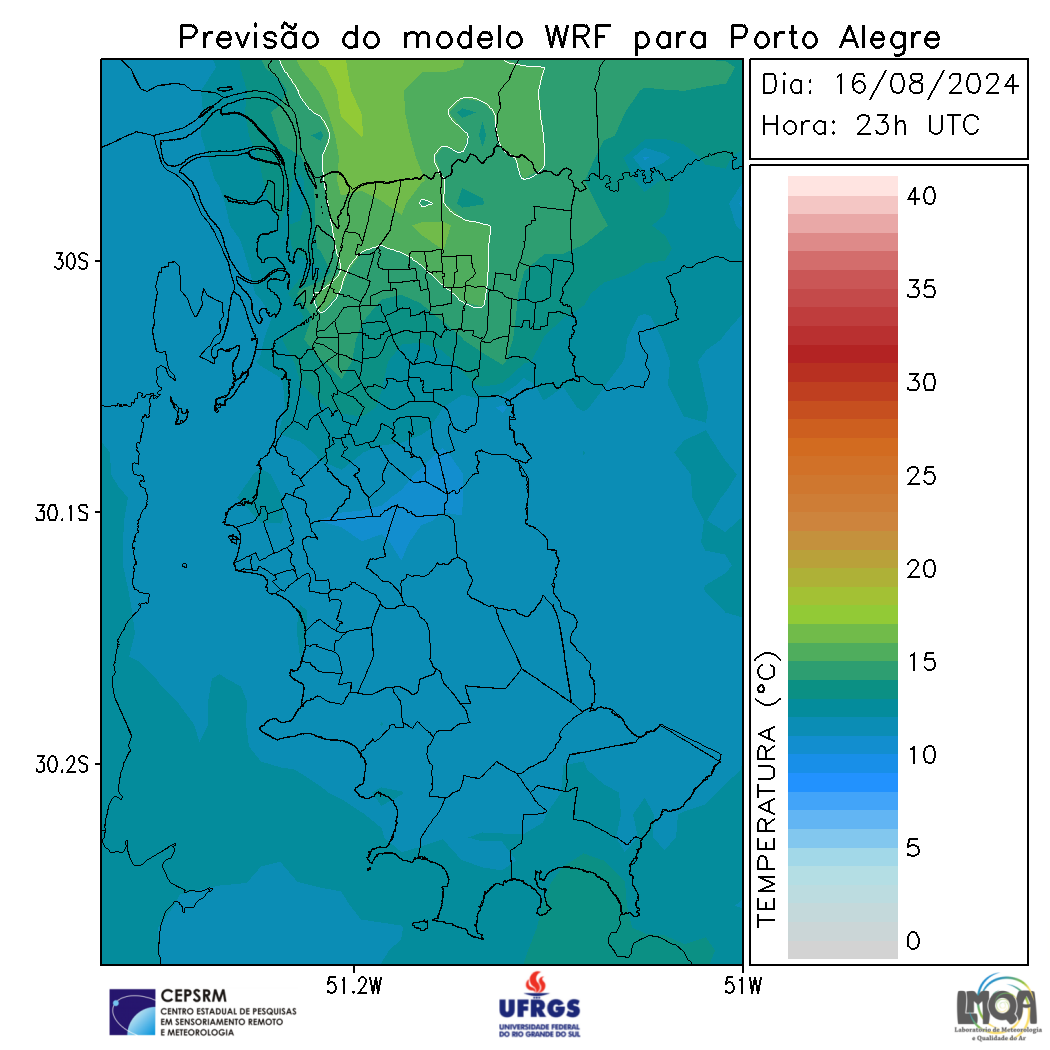 Previsão do modelo WRF para Porto Alegre
Dia: 16/08/2024
Hora: 23h UTC
40
35
30
25
20
15
10
5
0
TEMPERATURA (°C)
30S
30.1S
30.2S
51.2W
51W
CEPSRM
CENTRO ESTADUAL DE PESQUISAS
EM SENSORIAMENTO REMOTO
E METEOROLOGIA
UFRGS
UNIVERSIDADE FEDERAL
DO RIO GRANDE DO SUL
LMQA
Laboratório de Meteorologia
e Qualidade do Ar